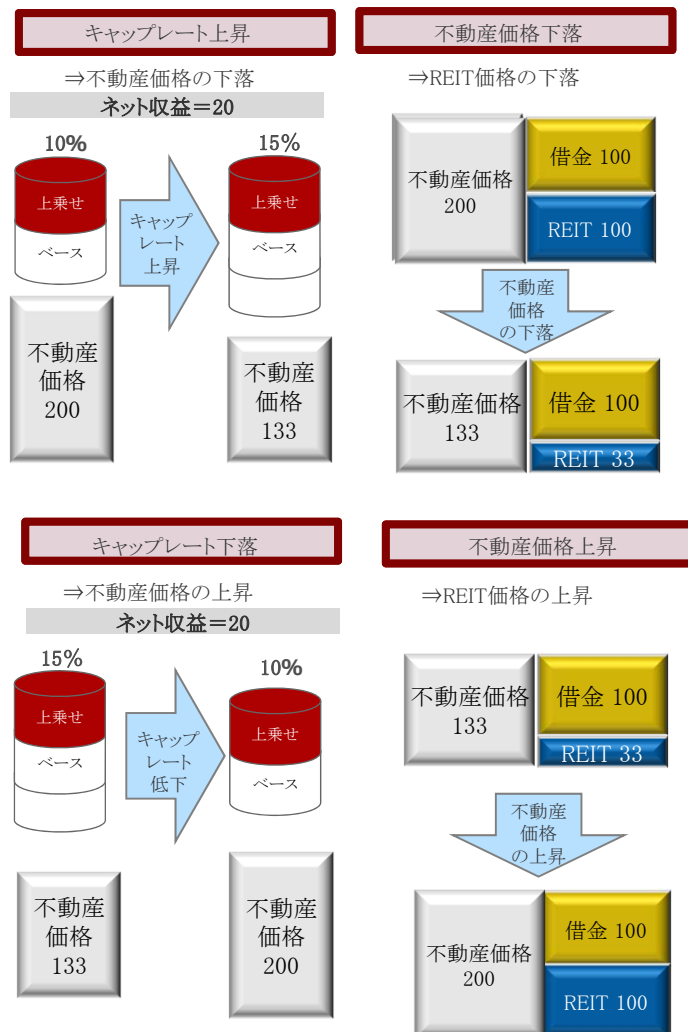 キャップレート上昇
⇒不動産価格の下落
ネット収益＝20
10%
15%
上乗せ
ベース
キャップ
レート
上昇
上乗せ
ベース
不動産
価格
200
不動産
価格
133
不動産価格下落
⇒REIT価格の下落
不動産価格
200
借金 100
REIT 100
不動産
価格
の下落
不動産価格
133
借金 100
REIT 33
キャップレート下落
⇒不動産価格の上昇
ネット収益＝20
15%
10%
上乗せ
ベース
キャップ
レート
低下
上乗せ
ベース
不動産
価格
133
不動産
価格
200
不動産価格上昇
⇒REIT価格の上昇
不動産価格
133
借金 100
REIT 33
不動産
価格
の上昇
不動産価格
200
借金 100
REIT 100